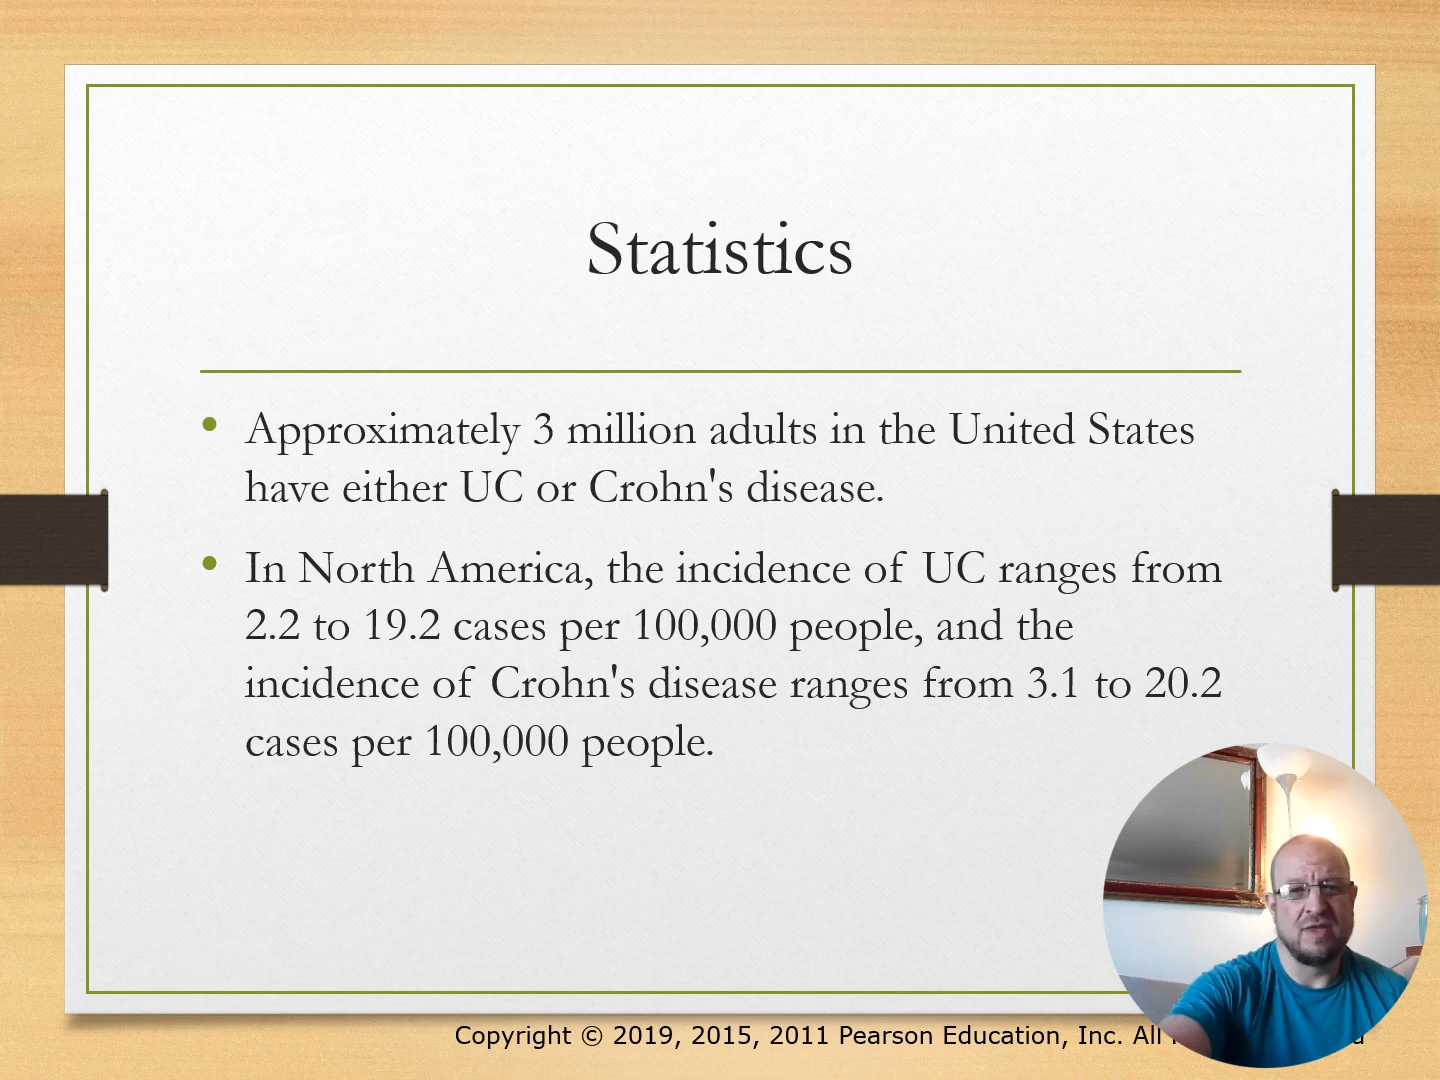 Statistics
• Approximately 3 million adults in the United States
have either UC or Crohn's disease.
• In North America, the incidence of UC ranges from
2.2 to 19.2 cases per 100,000 people, and the
incidence of Crohn's disease ranges from 3.1 to 20.2
cases per 100,000 people.
Copyright © 2019, 2015, 2011 Pearson Education, Inc. All